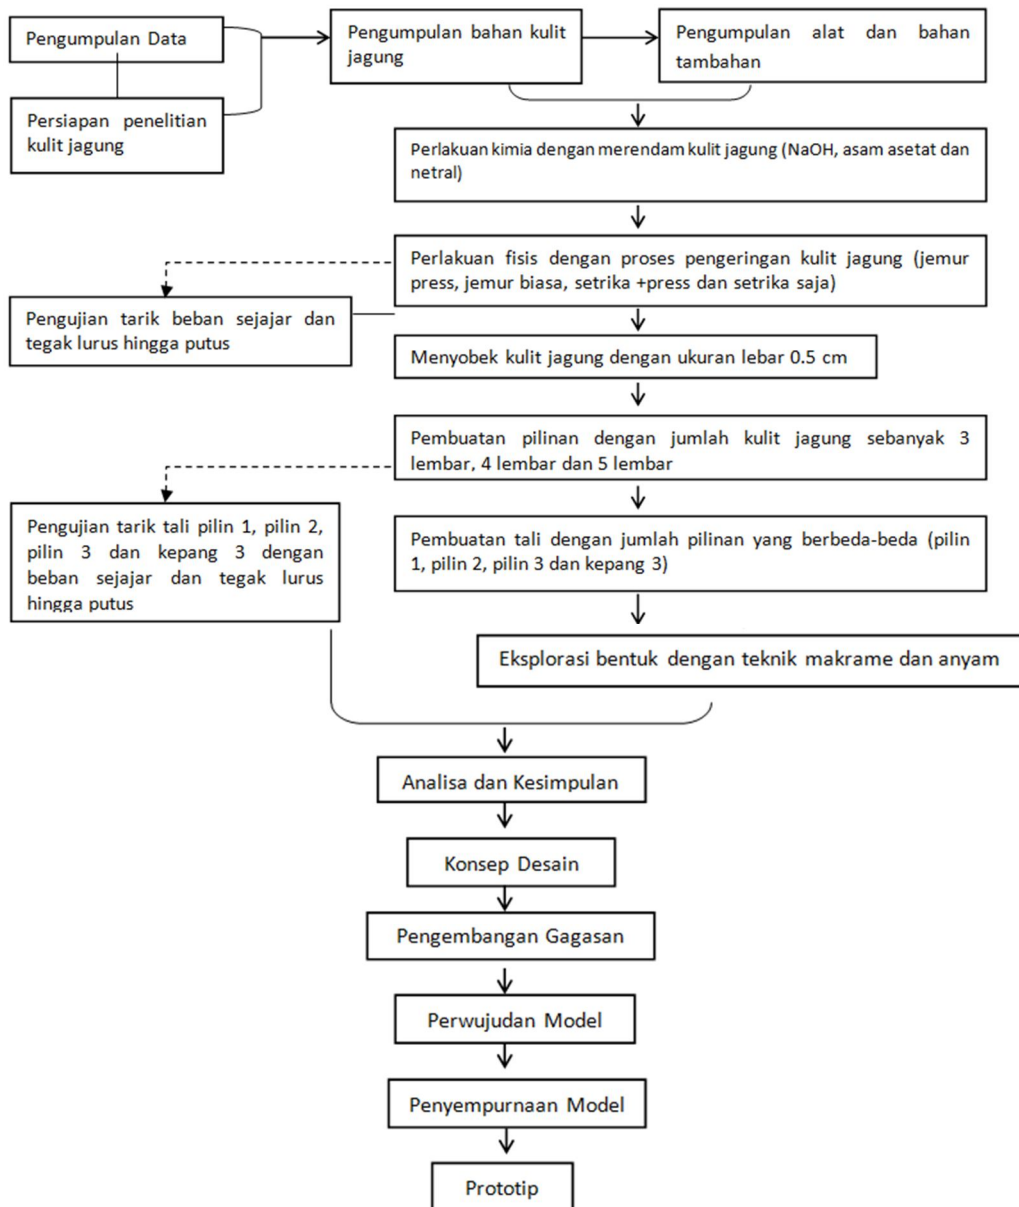 Pengumpulan Data
Pengumpulan bahan kulit
jagung
Pengumpulan alat dan bahan
tambahan
Persiapan penelitian
kulit jagung
Perlakuan kimia dengan merendam kulit jagung (NaOH, asam asetat dan
netral)
Perlakuan fisis dengan proses pengeringan kulit jagung (jemur
press, jemur biasa, setrika +press dan setrika saja)
Pengujian tarik beban sejajar dan
tegak lurus hingga putus
Menyobek kulit jagung dengan ukuran lebar 0.5 cm
Pembuatan pilinan dengan jumlah kulit jagung sebanyak 3
lembar, 4 lembar dan 5 lembar
Pengujian tarik tali pilin 1, pilin 2,
pilin 3 dan kepang 3 dengan
beban sejajar dan tegak lurus
hingga putus
Pembuatan tali dengan jumlah pilinan yang berbeda-beda (pilin
1, pilin 2, pilin 3 dan kepang 3)
Eksplorasi bentuk dengan teknik makrame dan anyam
Analisa dan Kesimpulan
Konsep Desain
Pengembangan Gagasan
Perwujudan Model
Penyempurnaan Model
Prototip